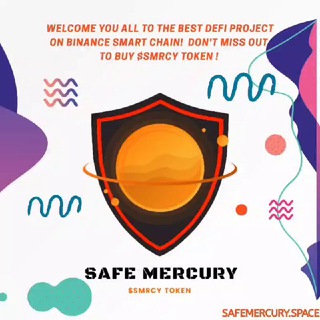 WELCOME YOU ALL TO THE BEST DEFI PROJECT
ON BINANCE SMART CHAIN! DON'T MISS OUT
TO BUY $SMRCY TOKEN !
SAFE MERCURY
$SMRCY TOKEN
SAFEMERCURY.SPACE